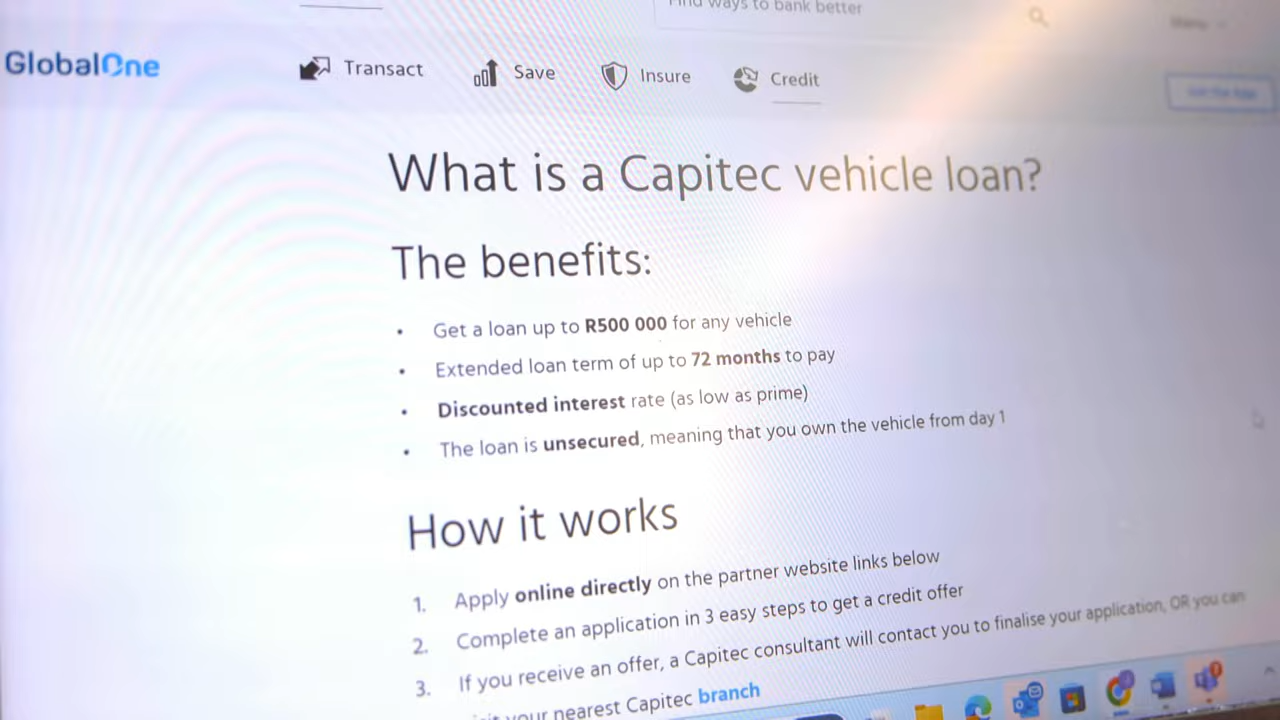 ways to bank better
GlobalOne
Transact
Save
Insure
Credit
What is a Capitec vehicle loan?
The benefits:
• Get a loan up to R500 000 for any vehicle
• Extended loan term of up to 72 months to pay
• Discounted interest rate (as low as prime)
• The loan is unsecured, meaning that you own the vehicle from day 1
How it works
1. Apply online directly on the partner website links below
2. Complete an application in 3 easy steps to get a credit offer
3. If you receive an offer, a Capitec consultant will contact you to finalise your application, OR you can
your nearest Capitec branch